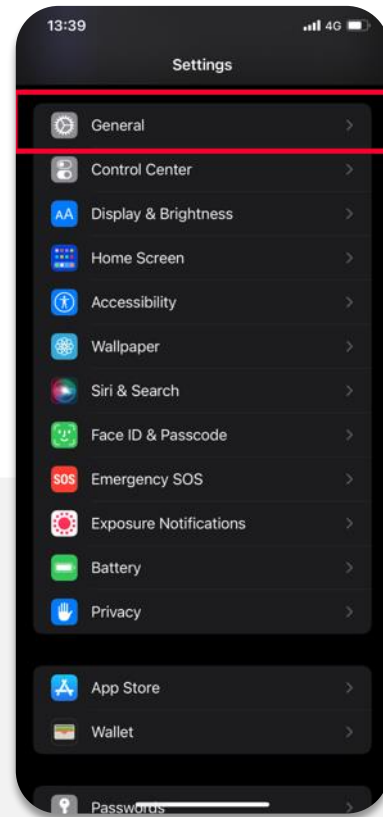 13:39 4G
Settings
General
Control Center
AA Display & Brightness
Home Screen
Accessibility
Wallpaper
Siri & Search
Face ID & Passcode
SOS Emergency SOS
Exposure Notifications
Battery
Privacy
App Store
Wallet
Passwords